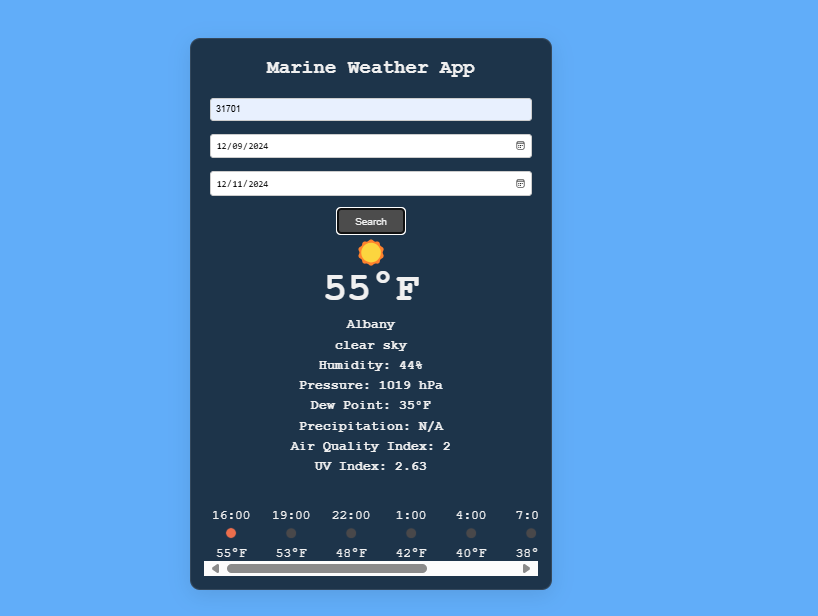 Marine Weather App
31701
12/09/2024
12/11/2024
Search
55°F
Albany
clear sky
Humidity: 44%
Pressure: 1019 hPa
Dew Point: 35°F
Precipitation: N/A
Air Quality Index: 2
UV Index: 2.63
16:00 19:00 22:00 1:00 4:00 7:0
55°F 53°F 48°F 42°F 40°F 38°